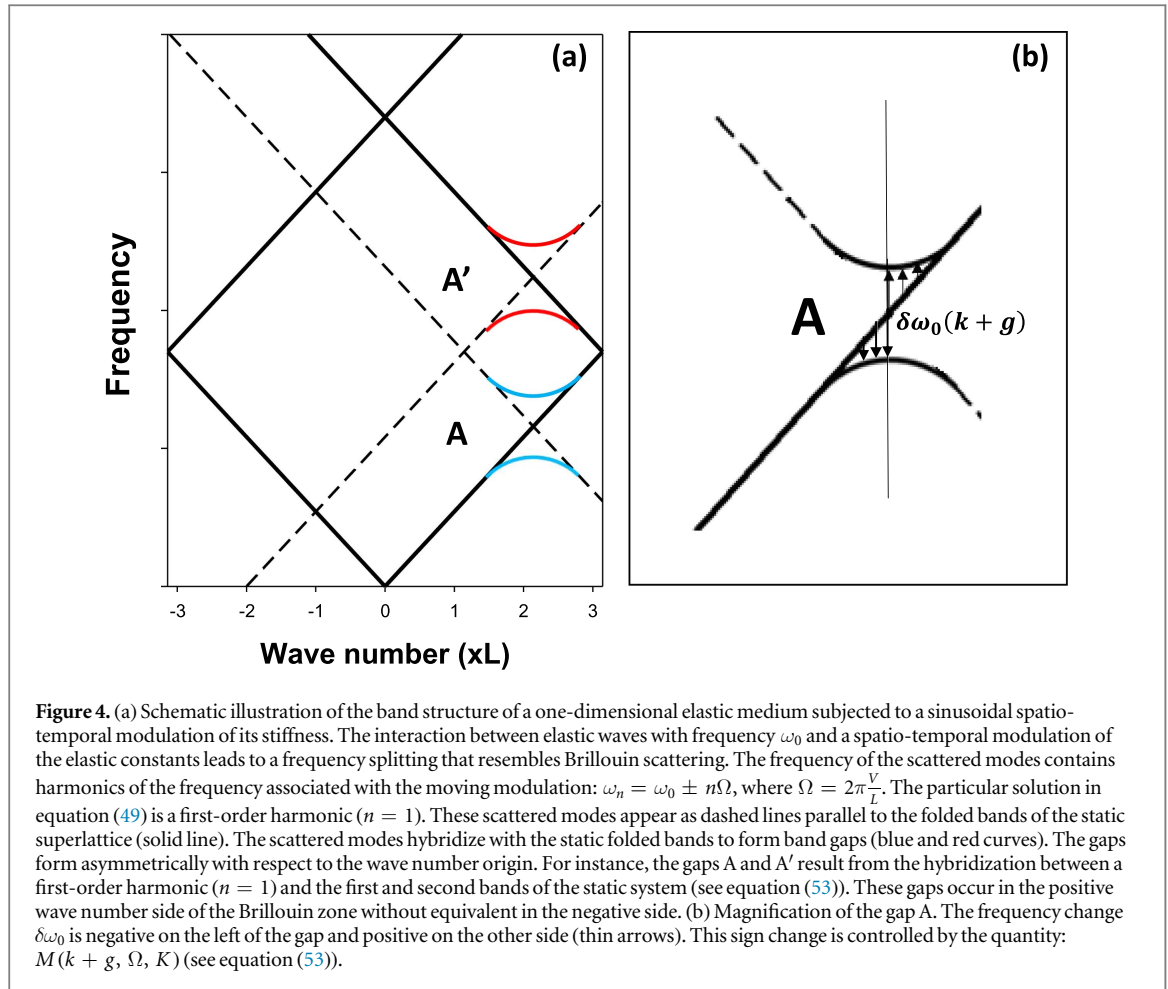 (a)
(b)
Frequency
A′
A
-3 -2 -1 0 1 2 3
Wave number (xL)
A
δω₀(k + g)
Figure 4. (a) Schematic illustration of the band structure of a one-dimensional elastic medium subjected to a sinusoidal spatio-
temporal modulation of its stiffness. The interaction between elastic waves with frequency ω₀ and a spatio-temporal modulation of
the elastic constants leads to a frequency splitting that resembles Brillouin scattering. The frequency of the scattered modes contains
harmonics of the frequency associated with the moving modulation: ωₙ = ω₀ ± nΩ, where Ω = 2π V/L. The particular solution in
equation (49) is a first-order harmonic (n = 1). These scattered modes appear as dashed lines parallel to the folded bands of the static
superlattice (solid line). The scattered modes hybridize with the static folded bands to form band gaps (blue and red curves). The gaps
form asymmetrically with respect to the wave number origin. For instance, the gaps A and A′ result from the hybridization between a
first-order harmonic (n = 1) and the first and second bands of the static system (see equation (53)). These gaps occur in the positive
wave number side of the Brillouin zone without equivalent in the negative side. (b) Magnification of the gap A. The frequency change
δω₀ is negative on the left of the gap and positive on the other side (thin arrows). This sign change is controlled by the quantity:
M(k + g, Ω, K) (see equation (53)).